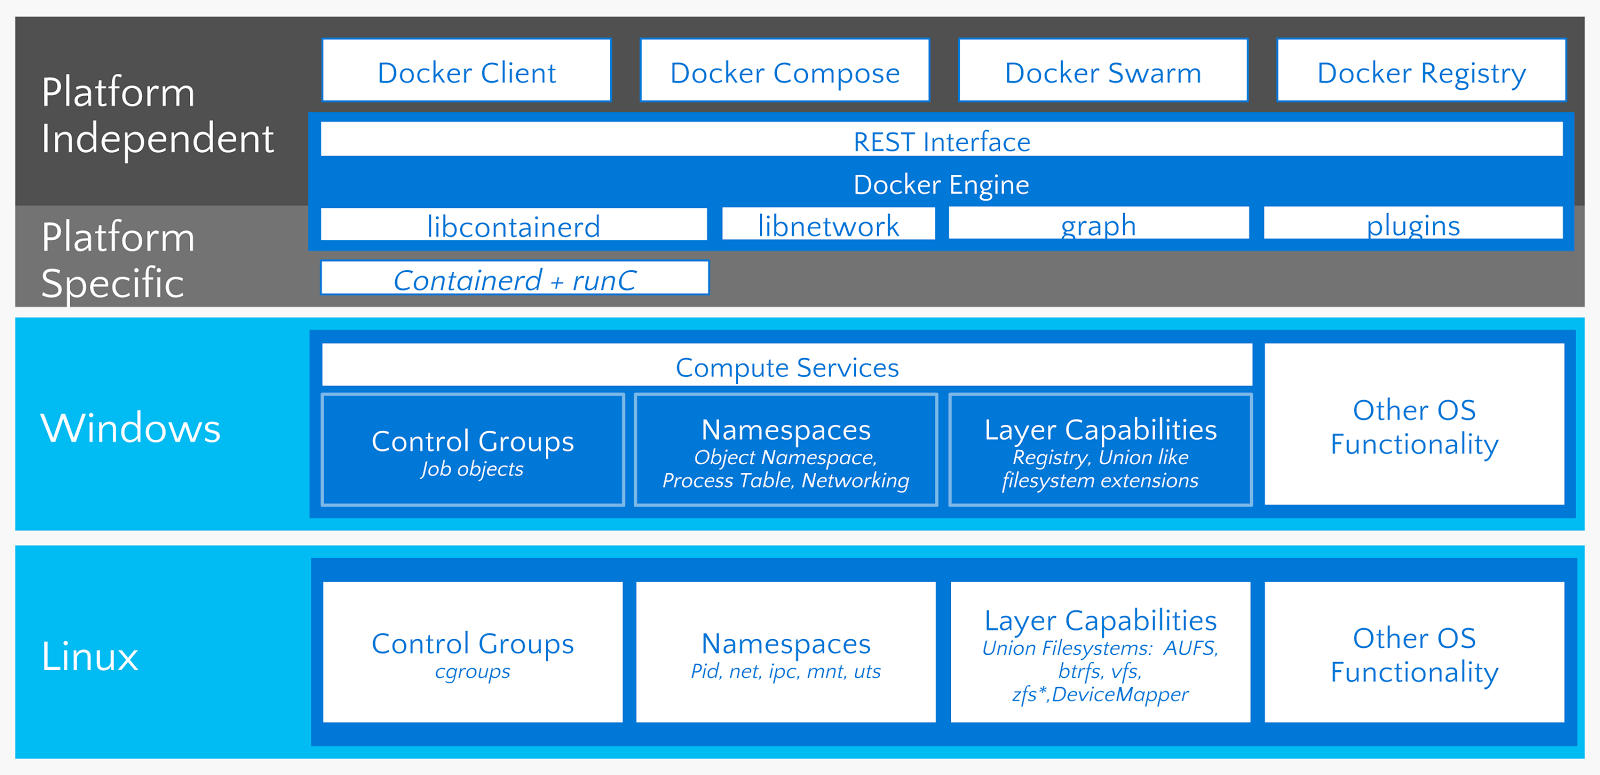 Platform
Independent
Docker Client
Docker Compose
Docker Swarm
Docker Registry
REST Interface
Docker Engine
Platform
Specific
libcontainerd
libnetwork
graph
plugins
Containerd + runC
Windows
Compute Services
Control Groups
Job objects
Namespaces
Object Namespace,
Process Table, Networking
Layer Capabilities
Registry, Union like
filesystem extensions
Other OS
Functionality
Linux
Control Groups
cgroups
Namespaces
Pid, net, ipc, mnt, uts
Layer Capabilities
Union Filesystems:  AUFS,
btrfs, vfs,
zfs*,DeviceMapper
Other OS
Functionality